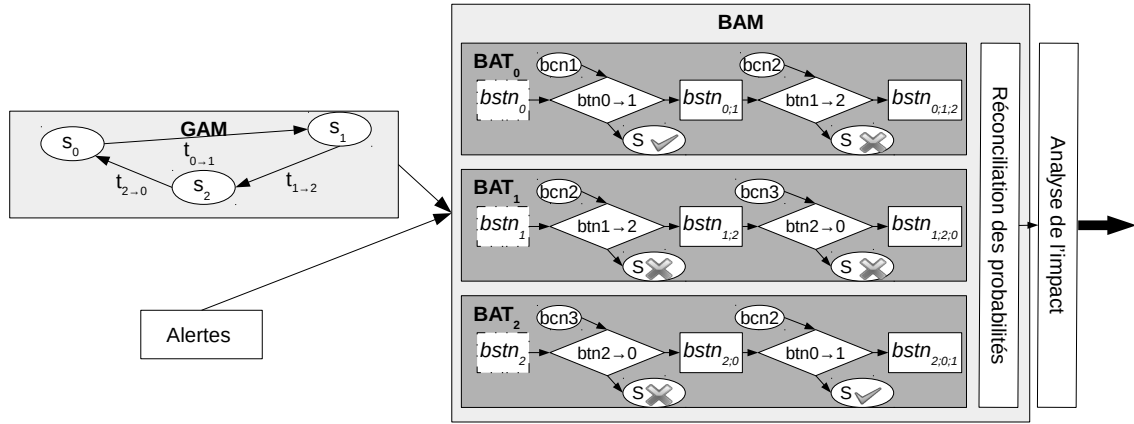 BAM
BAT0
bcn1
bcn2
bstn0
btn0→1
bstn0;1
btn1→2
bstn0;1;2
S
S
GAM
s0
s1
s2
t0→1
t1→2
t2→0
BAT1
bcn2
bcn3
bstn1
btn1→2
bstn1;2
btn2→0
bstn1;2;0
S
S
Alertes
BAT2
bcn3
bcn2
bstn2
btn2→0
bstn2;0
btn0→1
bstn2;0;1
S
S
Réconciliation des probabilités
Analyse de l'impact